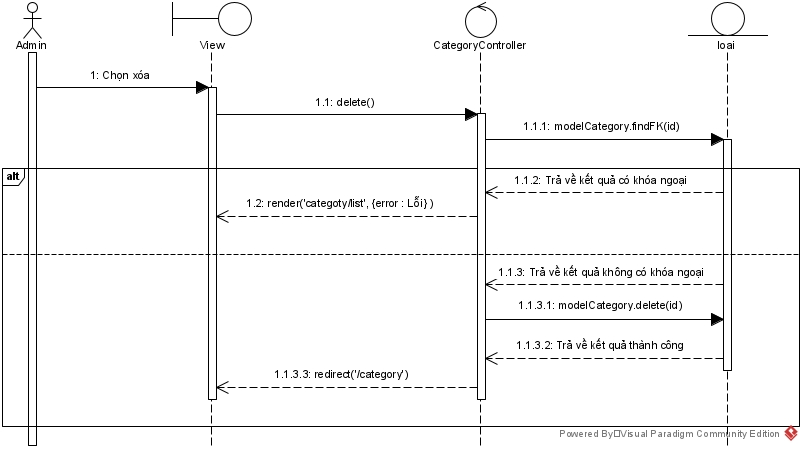 Admin
View
CategoryController
loai
1: Chọn xóa
1.1: delete()
1.1.1: modelCategory.findFK(id)
alt
1.1.2: Trả về kết quả có khóa ngoại
1.2: render('categoty/list', {error : Lỗi} )
1.1.3: Trả về kết quả không có khóa ngoại
1.1.3.1: modelCategory.delete(id)
1.1.3.2: Trả về kết quả thành công
1.1.3.3: redirect('/category')
Powered By Visual Paradigm Community Edition